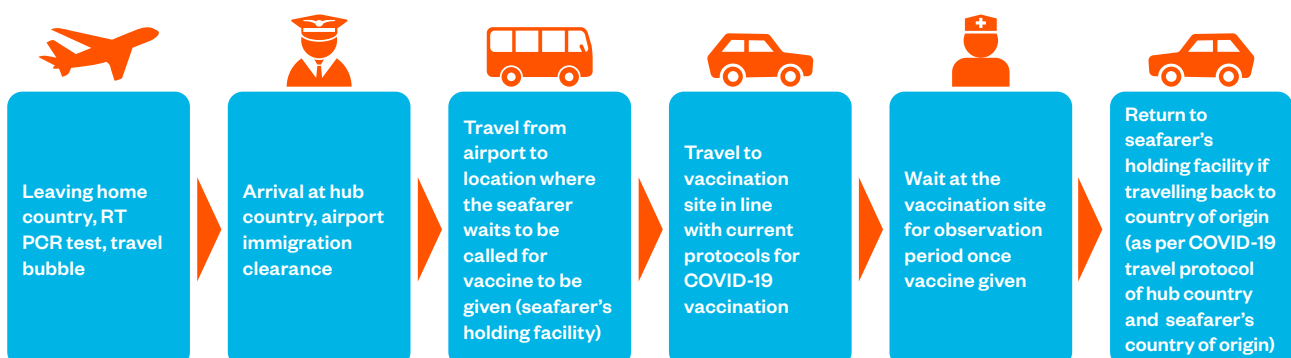 Leaving home
country, RT
PCR test, travel
bubble
Arrival at hub
country, airport
immigration
clearance
Travel from
airport to
location where
the seafarer
waits to be
called for
vaccine to be
given (seafarer's
holding facility)
Travel to
vaccination
site in line
with current
protocols for
COVID-19
vaccination
Wait at the
vaccination site
for observation
period once
vaccine given
Return to
seafarer's
holding facility if
travelling back to
country of origin
(as per COVID-19
travel protocol
of hub country
and seafarer's
country of origin)